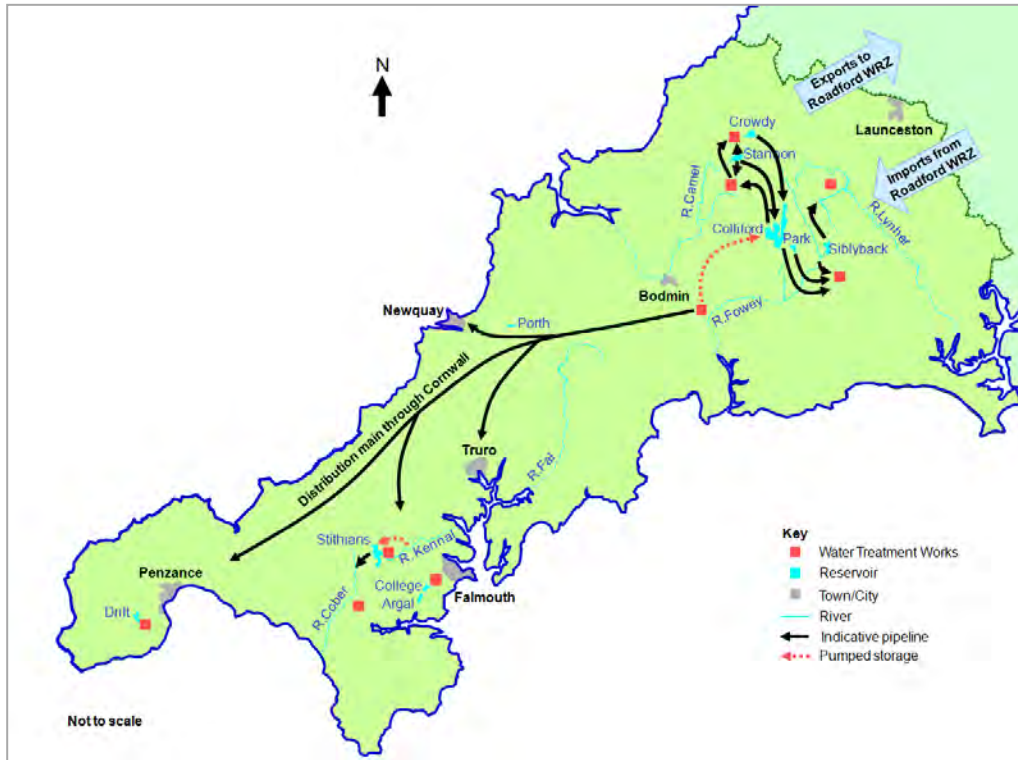 N
Exports to
Roadford WRZ
Launceston
Crowdy
Stannon
Imports from
Roadford WRZ
R.Camel
R.Lynher
Colliford
Park
Siblyback
Bodmin
R.Fowey
Newquay
Porth
Distribution main through Cornwall
Truro
R.Fal
Stithians
R. Kennal
Key
Water Treatment Works
Reservoir
Town/City
River
Indicative pipeline
Pumped storage
Penzance
College
Argal
Falmouth
Drift
R.Cober
Not to scale